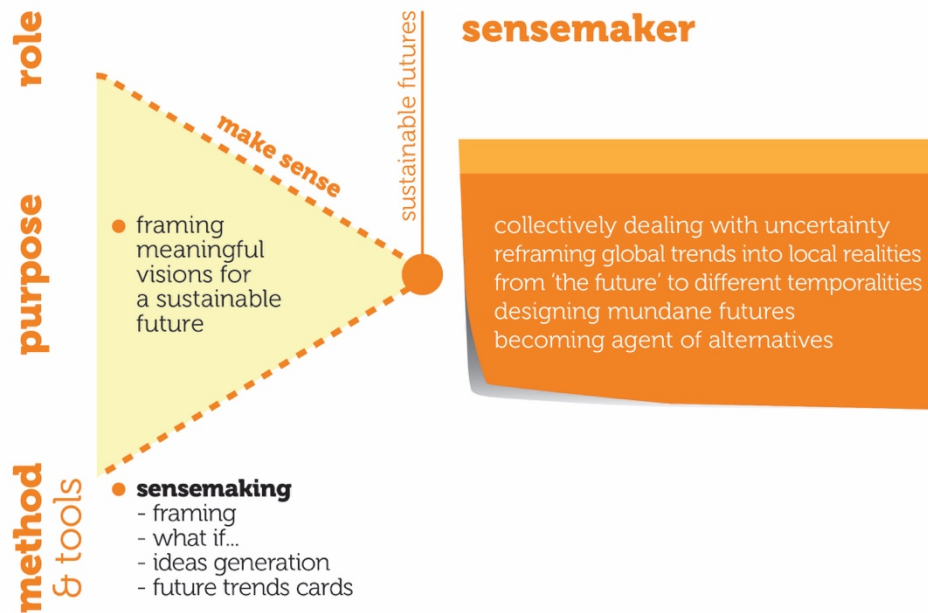 role
sensemaker
sustainable futures
make sense
purpose
framing
meaningful
visions for
a sustainable
future
collectively dealing with uncertainty
reframing global trends into local realities
from ‘the future’ to different temporalities
designing mundane futures
becoming agent of alternatives
method
& tools
sensemaking
- framing
- what if...
- ideas generation
- future trends cards